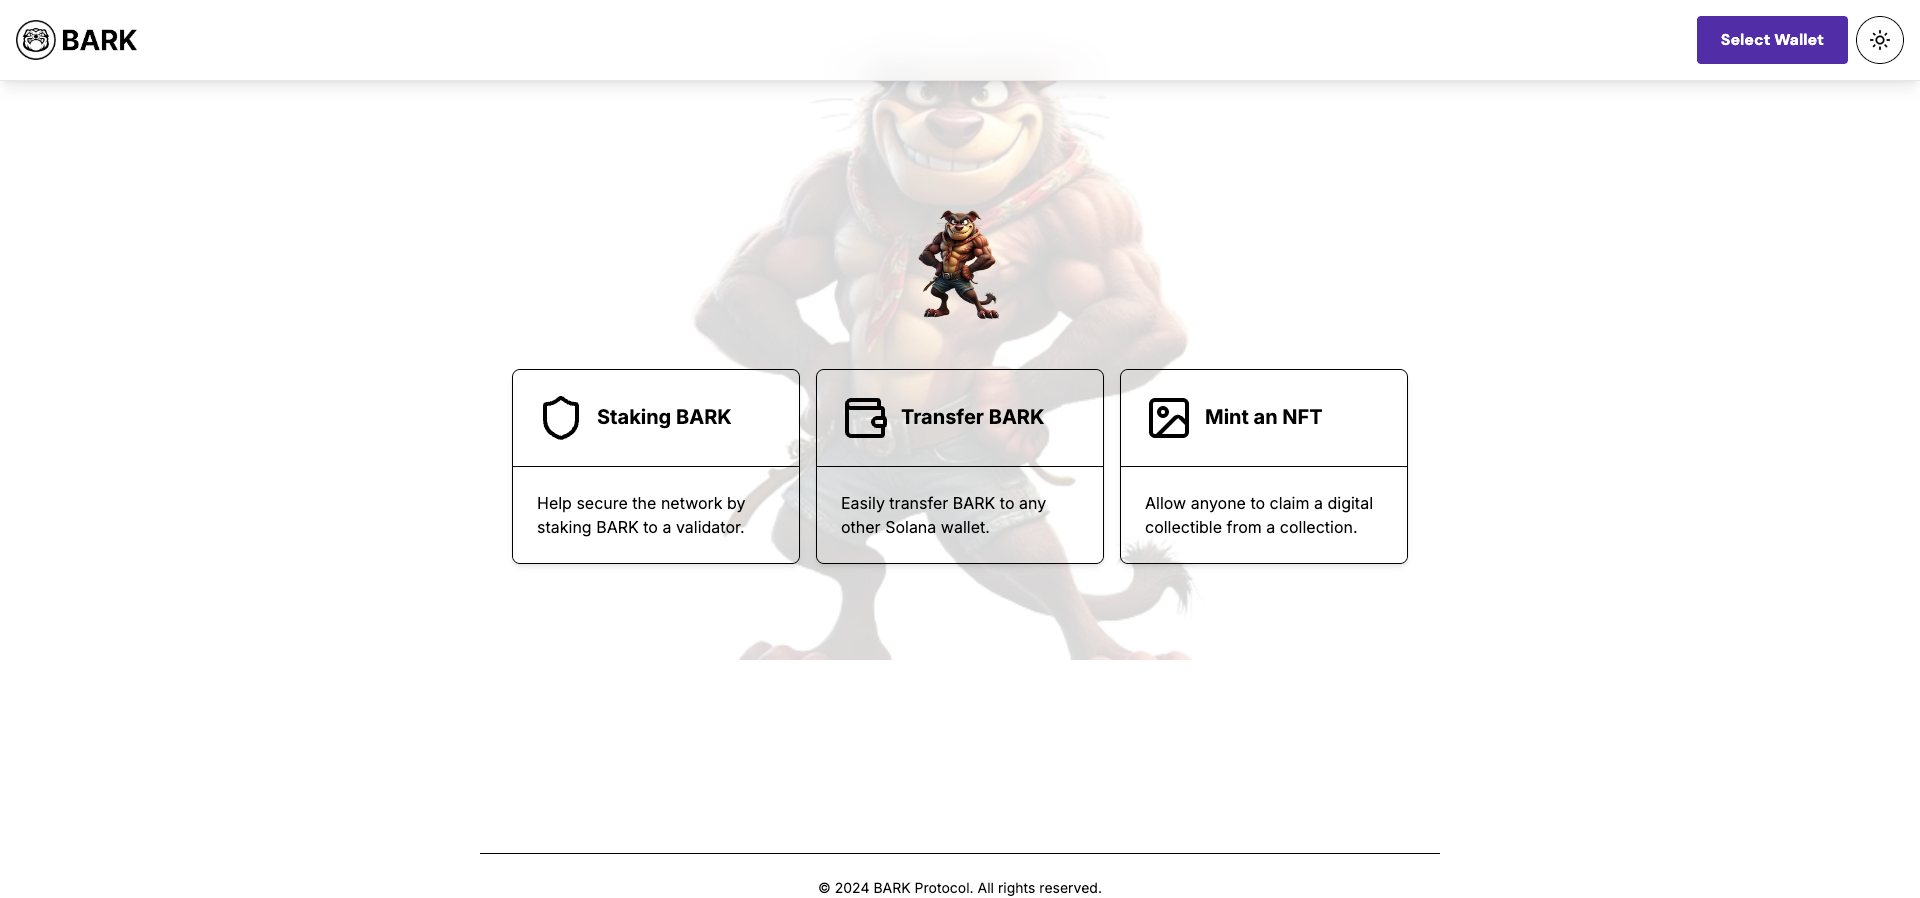 BARK
Select Wallet
Staking BARK
Help secure the network by
staking BARK to a validator.
Transfer BARK
Easily transfer BARK to any
other Solana wallet.
Mint an NFT
Allow anyone to claim a digital
collectible from a collection.
© 2024 BARK Protocol. All rights reserved.